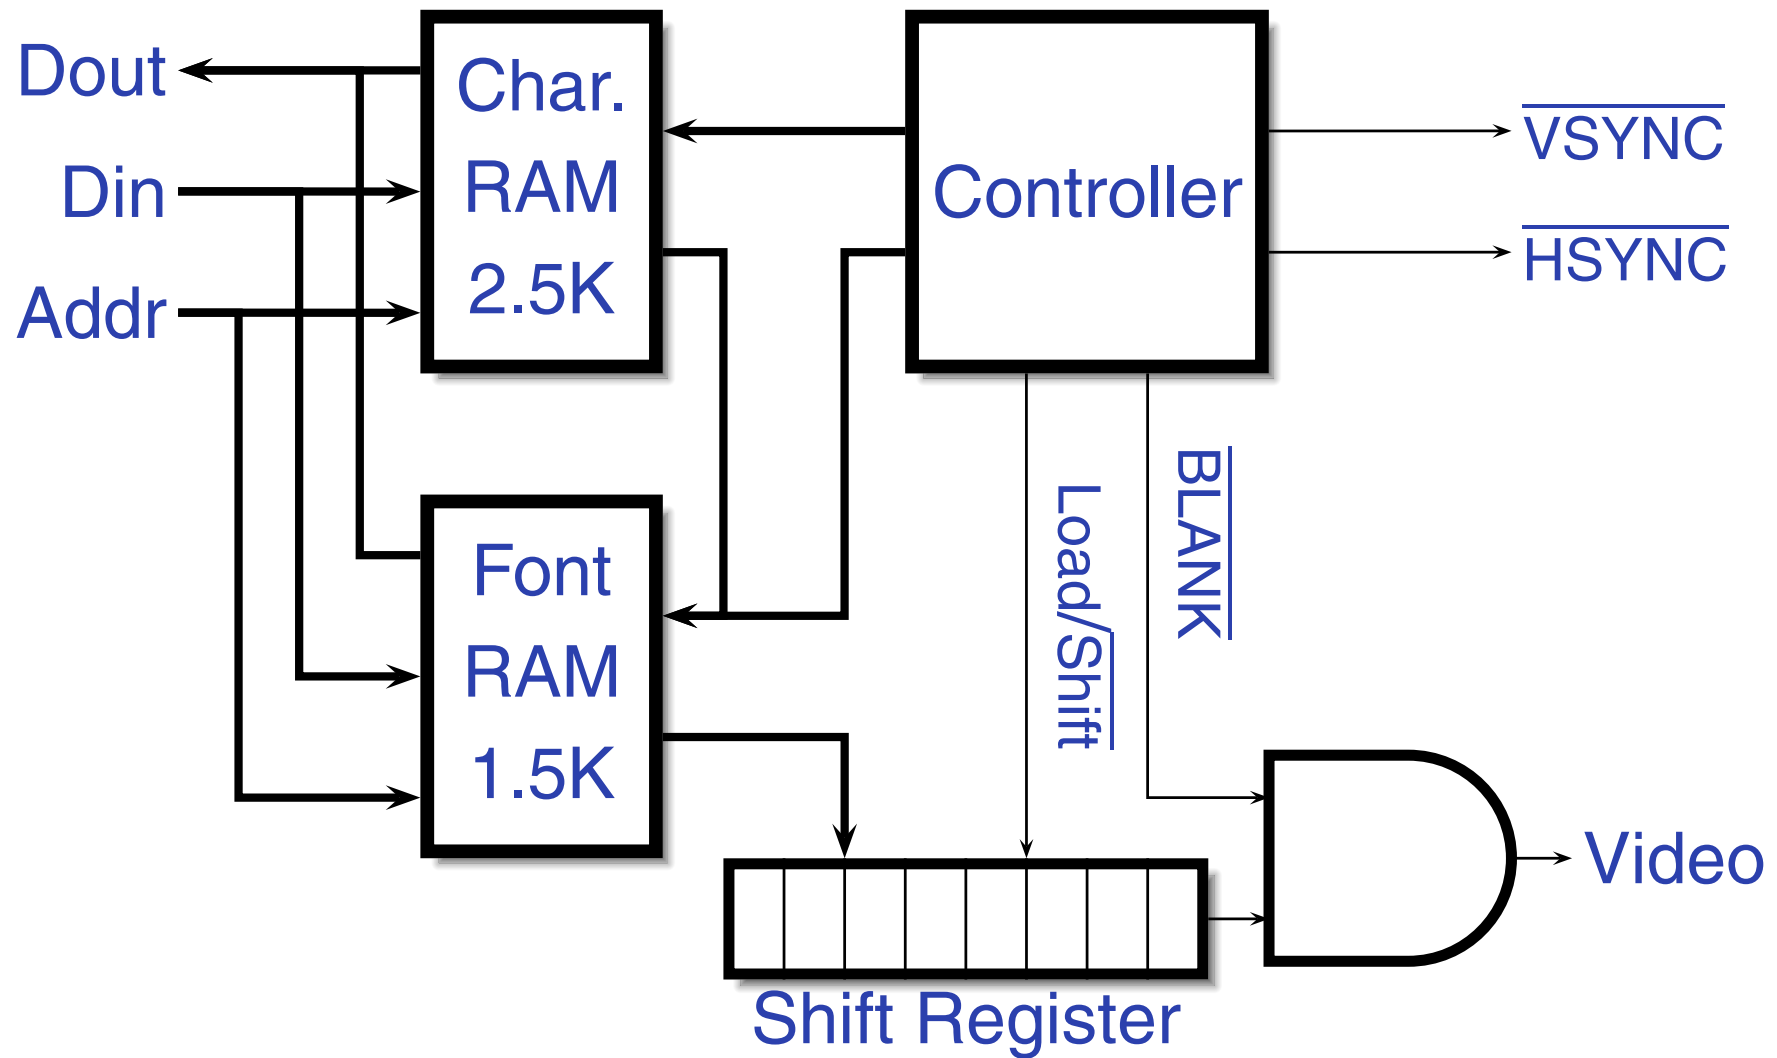 Dout
Din
Addr
Char.
RAM
2.5K
Controller
VSYNC
HSYNC
Font
RAM
1.5K
Load/Shift
BLANK
Shift Register
Video